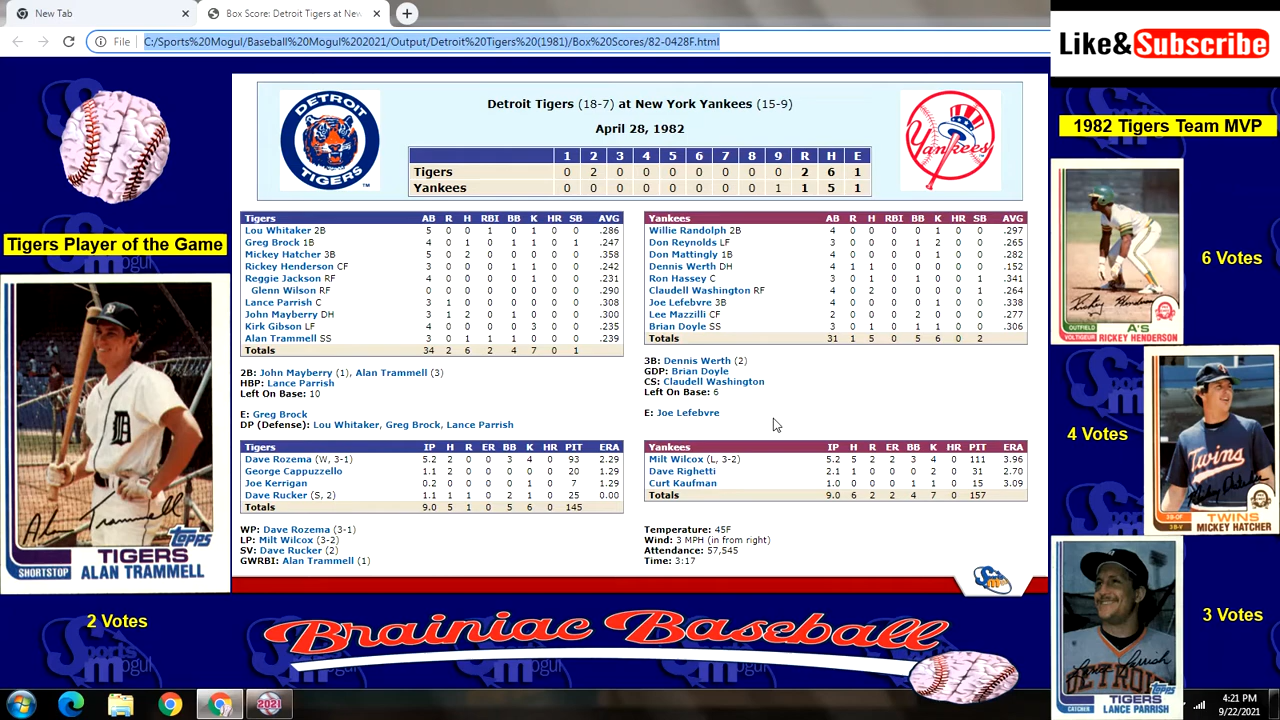 New Tab
Box Score: Detroit Tigers at New
File
C:/Sports%20Mogul/Baseball%20Mogul%202021/Output/Detroit%20Tigers%20(1981)/Box%20Scores/82-0428F.html
Like&Subscribe
Detroit Tigers (18-7) at New York Yankees (15-9)
April 28, 1982
DETROIT TIGERS
Yankees
1 2 3 4 5 6 7 8 9 R H E
Tigers 0 2 0 0 0 0 0 0 0 2 6 1
Yankees 0 0 0 0 0 0 0 0 1 1 5 1
Tigers AB R H RBI BB K HR SB AVG
Lou Whitaker 2B 5 0 0 0 0 1 0 0 .286
Greg Brock 1B 4 0 1 0 1 1 0 1 .247
Mickey Hatcher 3B 5 0 2 0 0 0 0 0 .358
Rickey Henderson CF 3 0 0 0 1 1 0 0 .242
Reggie Jackson RF 4 0 0 0 0 4 0 0 .231
Glenn Wilson RF 0 0 0 0 0 0 0 0 .290
Lance Parrish C 3 1 0 0 0 0 0 0 .308
John Mayberry DH 3 1 1 0 1 0 0 0 .300
Kirk Gibson LF 4 0 1 0 0 0 0 0 .235
Alan Trammell SS 3 0 1 2 1 0 0 0 .239
Totals 34 2 6 2 4 7 0 1
2B: John Mayberry (1), Alan Trammell (3)
HBP: Lance Parrish
Left On Base: 10
E: Greg Brock
DP (Defense): Lou Whitaker, Greg Brock, Lance Parrish
Yankees AB R H RBI BB K HR SB AVG
Willie Randolph 2B 4 0 0 0 0 1 0 0 .297
Don Reynolds LF 3 0 0 0 1 2 0 0 .265
Don Mattingly 1B 4 0 0 0 0 1 0 0 .282
Dennis Werth DH 4 1 1 0 0 0 0 0 .152
Ron Hassey C 3 0 1 0 1 0 0 0 .341
Claudell Washington RF 4 0 2 0 0 0 0 1 .264
Joe Lefebvre 3B 4 0 0 0 0 1 0 0 .338
Lee Mazzilli CF 2 0 0 0 2 0 0 0 .277
Brian Doyle SS 3 0 1 0 1 1 0 1 .306
Totals 31 1 5 0 5 6 0 2
3B: Dennis Werth (2)
GDP: Brian Doyle
CS: Claudell Washington
Left On Base: 6
E: Joe Lefebvre
Tigers IP H R ER BB K HR PIT ERA
Dave Rozema (W, 3-1) 5.2 2 0 0 3 4 0 93 2.29
George Cappuzzello 1.1 2 0 0 0 0 0 20 1.29
Joe Kerrigan 0.2 0 0 0 0 1 0 7 1.29
Dave Rucker (S, 2) 1.1 1 1 0 2 1 0 25 0.00
Totals 9.0 5 1 0 5 6 0 145
WP: Dave Rozema (3-1)
LP: Milt Wilcox (3-2)
SV: Dave Rucker (2)
GWRBI: Alan Trammell (1)
Yankees IP H R ER BB K HR PIT ERA
Milt Wilcox (L, 3-2) 5.2 5 2 2 3 4 0 111 3.96
Dave Righetti 2.1 1 0 0 0 2 0 31 2.70
Curt Kaufman 1.0 0 0 0 1 1 0 15 3.09
Totals 9.0 6 2 2 4 7 0 157
Temperature: 45F
Wind: 3 MPH (in from right)
Attendance: 57,545
Time: 3:17
Tigers Player of the Game
Alan Trammell
Topps
TIGERS
SHORTSTOP ALAN TRAMMELL
2 Votes
Sports Mogul
Brainiac Baseball
1982 Tigers Team MVP
Rickey Henderson
OUTFIELD
VOLTIGEUR
A'S
RICKEY HENDERSON
6 Votes
Twins
3B-OF
3B-V
TWINS
MICKEY HATCHER
4 Votes
Lance Parrish
DETROIT
TIGERS
CATCHER LANCE PARRISH
3 Votes
2021
4:21 PM
9/22/2021